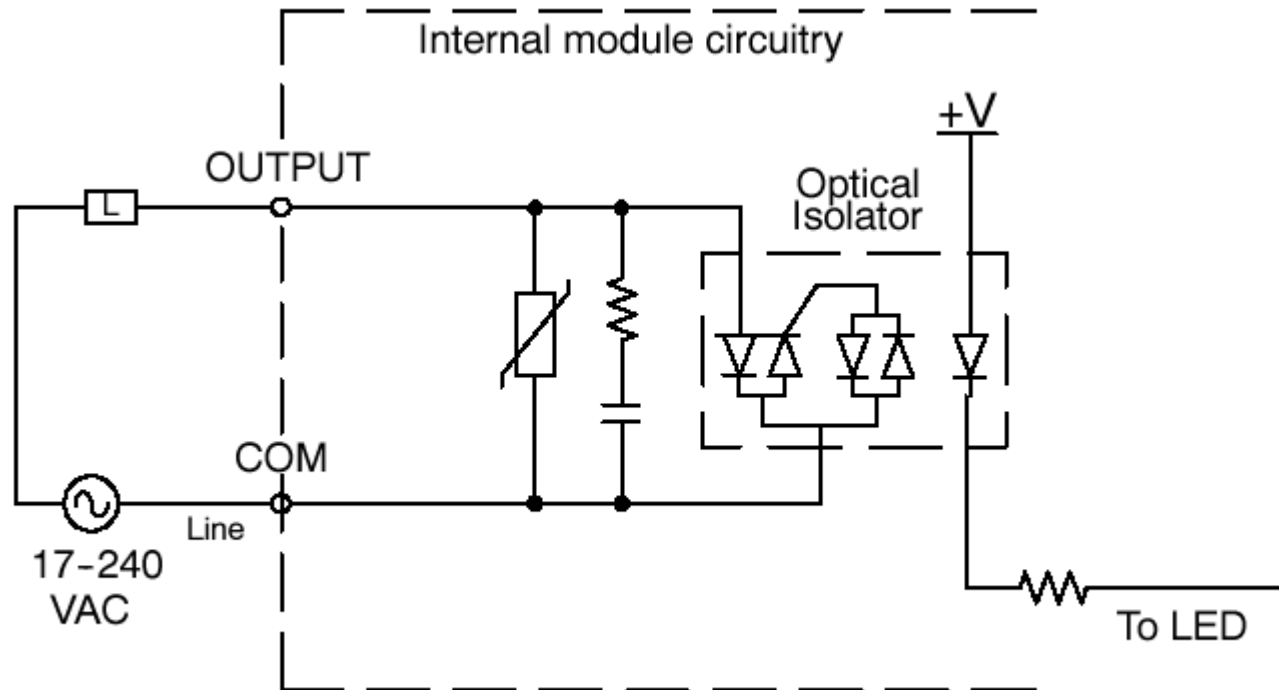 Internal module circuitry
+V
OUTPUT
Optical
Isolator
L
COM
Line
17-240
VAC
To LED